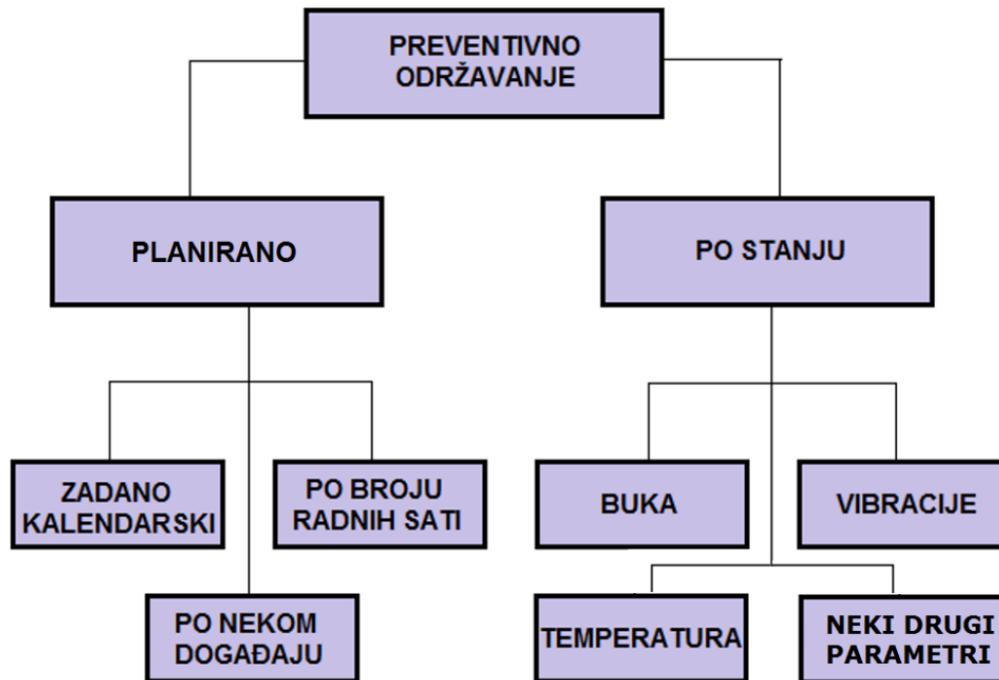 PREVENTIVNO
ODRŽAVANJE
PLANIRANO
PO STANJU
ZADANO
KALENDARSKI
PO BROJU
RADNIH SATI
BUKA
VIBRACIJE
PO NEKOM
DOGAĐAJU
TEMPERATURA
NEKI DRUGI
PARAMETRI